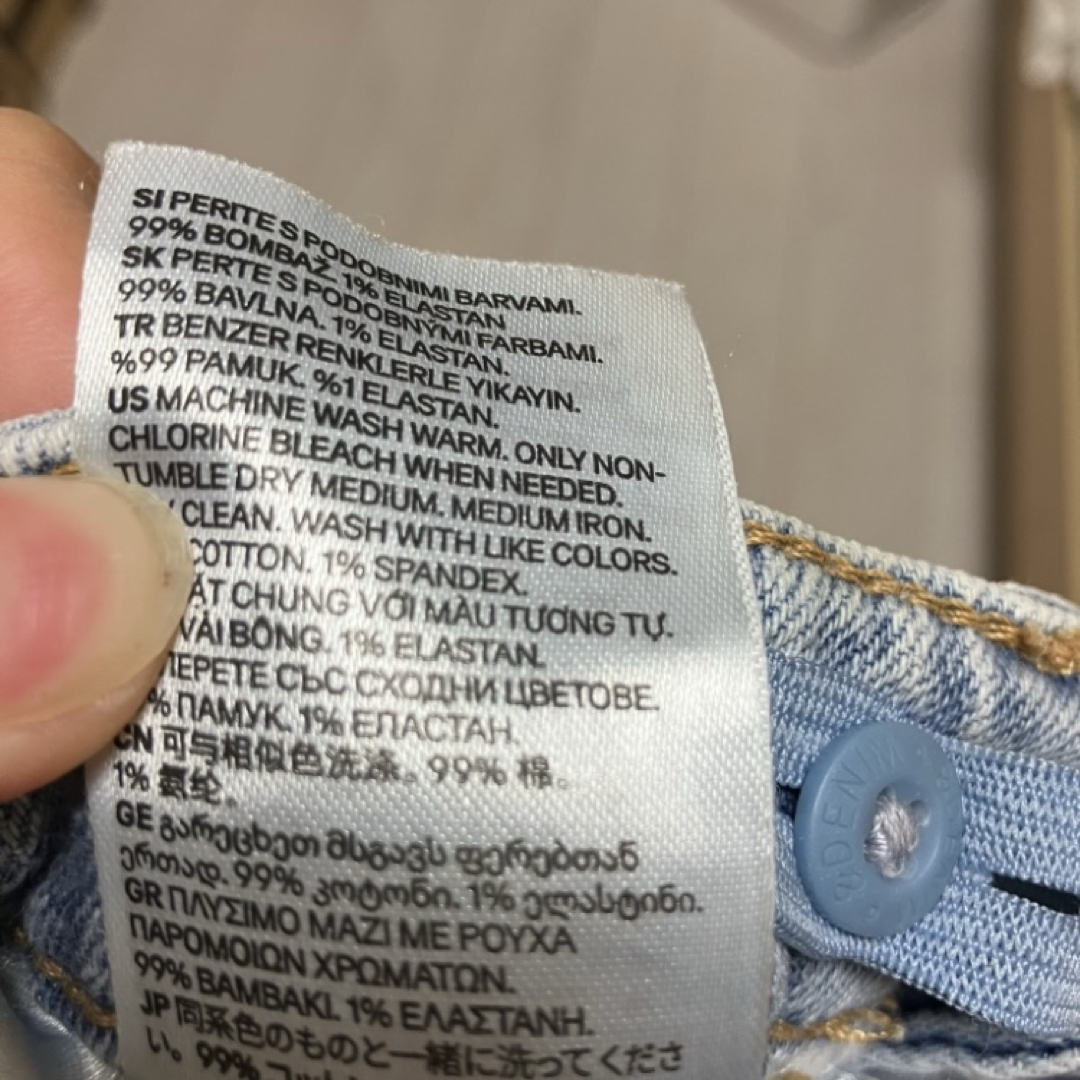 SI PERITE S PODOBNIMI BARVAMI.
99% BOMBAŽ. 1% ELASTAN
SK PERTE S PODOBNÝMI FARBAMI.
99% BAVLNA. 1% ELASTAN.
TR BENZER RENKLERLE YIKAYIN.
%99 PAMUK. %1 ELASTAN.
US MACHINE WASH WARM. ONLY NON-
CHLORINE BLEACH WHEN NEEDED.
TUMBLE DRY MEDIUM. MEDIUM IRON.
CLEAN. WASH WITH LIKE COLORS.
COTTON. 1% SPANDEX.
CHUNG VỚI MÀU TƯƠNG TỰ.
VẢI BÔNG. 1% ELASTAN.
СЪС СХОДНИ ЦВЕТОВЕ.
% ПАМУК. 1% ЕЛАСТАН.
CN 可与相似色洗涤。99% 棉。
1% 氨纶。
GE გარეცხეთ მსგავს ფერებთან
ერთად. 99% კოტონი. 1% ელასტინი.
GR ΠΛΥΣΙΜΟ ΜΑΖΙ ΜΕ ΡΟΥΧΑ
ΠΑΡΟΜΟΙΩΝ ΧΡΩΜΑΤΩΝ.
99% ΒΑΜΒΑΚΙ. 1% ΕΛΑΣΤΑΝΗ.
JP 同系色のものと一緒に洗ってくださ
い。99%
DENIM